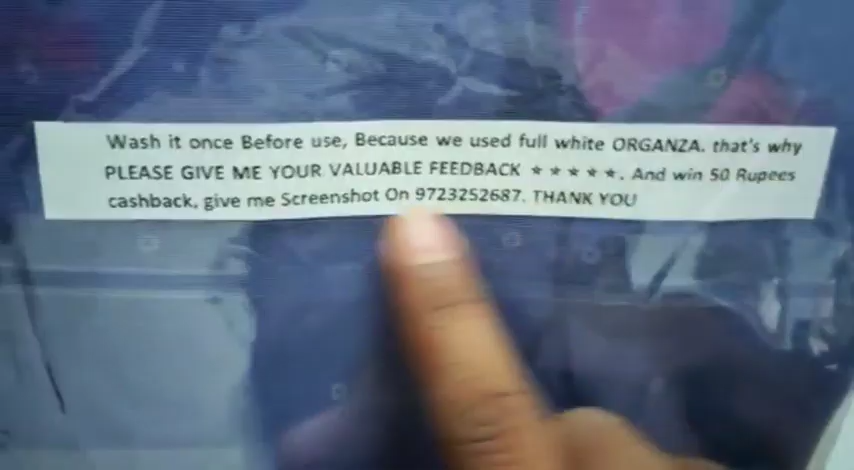 Wash it once Before use, Because we used full white ORGANZA. that's why
PLEASE GIVE ME YOUR VALUABLE FEEDBACK ★ ★ ★ ★ ★. And win 50 Rupees
cashback, give me Screenshot On 9723252687. THANK YOU